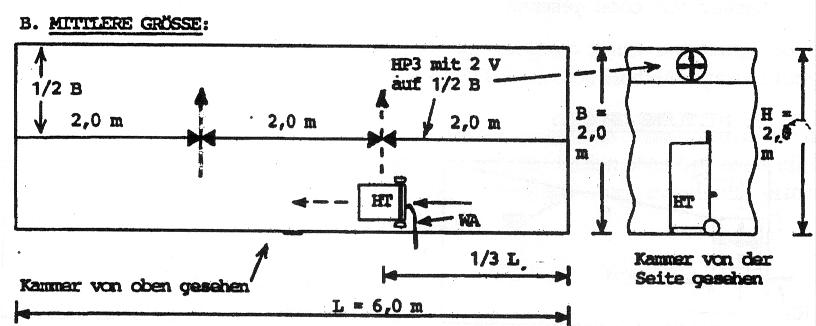 B. MITTLERE GRÖSSE:
1/2 B
2,0 m
2,0 m
2,0 m
HP3 mit 2 V
auf 1/2 B
B =
2,0
m
H =
m
HT
WA
HT
1/3 L
Kammer von oben gesehen
L = 6,0 m
Kammer von der
Seite gesehen